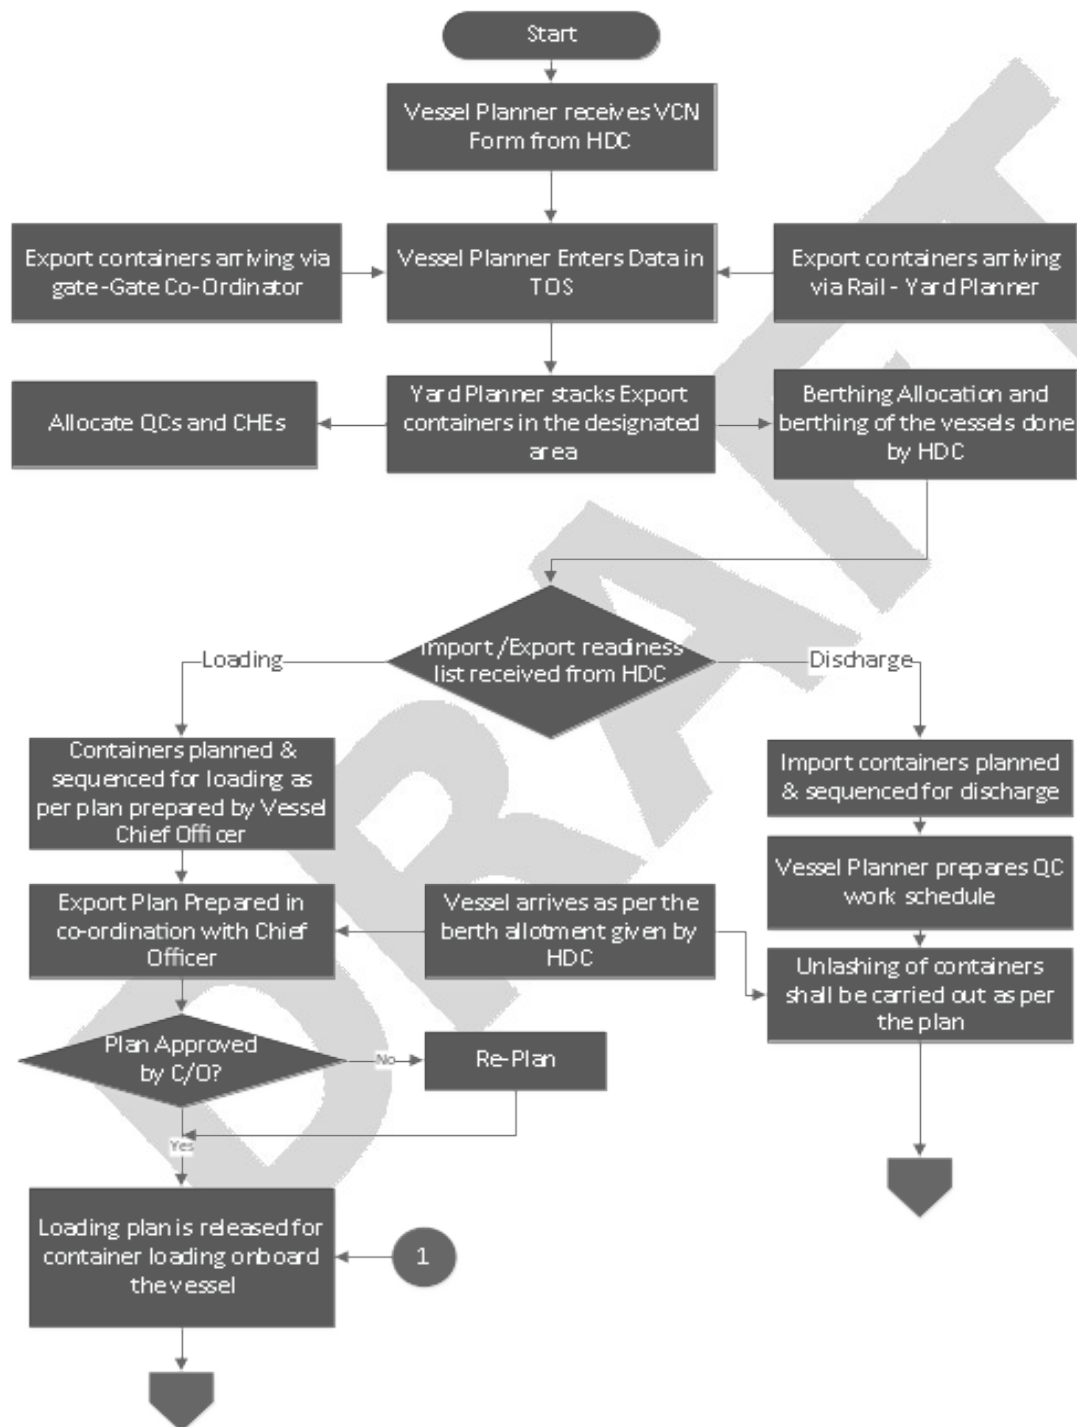 Start
Vessel Planner receives VCN
Form from HDC
Export containers arriving via
gate-Gate Co-Ordinator
Vessel Planner Enters Data in
TOS
Export containers arriving
via Rail - Yard Planner
Allocate QCs and CHEs
Yard Planner stacks Export
containers in the designated
area
Berthing Allocation and
berthing of the vessels done
by HDC
Import /Export readiness
list received from HDC
Loading
Discharge
Containers planned &
sequenced for loading as
per plan prepared by Vessel
Chief Officer
Import containers planned
& sequenced for discharge
Vessel Planner prepares QC
work schedule
Export Plan Prepared in
co-ordination with Chief
Officer
Vessel arrives as per the
berth allotment given by
HDC
Unlashing of containers
shall be carried out as per
the plan
Plan Approved
by C/O?
No
Re-Plan
Yes
Loading plan is released for
container loading onboard
the vessel
1
DRAFT